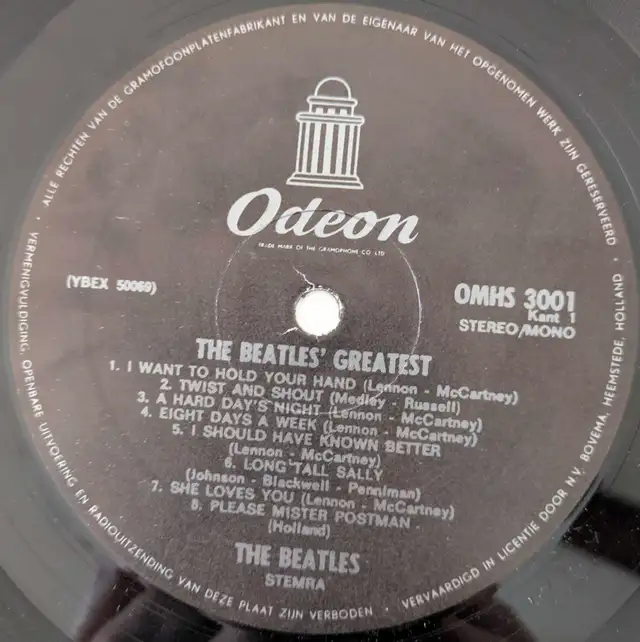 ALLE RECHTEN VAN DE GRAMOFOONPLATENFABRIKANT EN VAN DE EIGENAAR VAN HET OPGENOMEN WERK ZIJN GERESERVEERD
VERMENIGVULDIGING, OPENBARE UITVOERING EN RADIOUITZENDING VAN DEZE PLAAT ZIJN VERBODEN • VERVAARDIGD IN LICENTIE DOOR N.V. BOVEMA, HEEMSTEDE, HOLLAND •
Odeon
TRADE MARK OF THE GRAMOPHONE CO LTD
(YBEX 50069)
OMHS 3001
Kant 1
STEREO/MONO
THE BEATLES' GREATEST
1. I WANT TO HOLD YOUR HAND (Lennon - McCartney)
2. TWIST AND SHOUT (Medley - Russell)
3. A HARD DAY'S NIGHT (Lennon - McCartney)
4. EIGHT DAYS A WEEK (Lennon - McCartney)
5. I SHOULD HAVE KNOWN BETTER
(Lennon - McCartney)
6. LONG TALL SALLY
(Johnson - Blackwell - Penniman)
7. SHE LOVES YOU (Lennon - McCartney)
8. PLEASE MISTER POSTMAN
(Holland)
THE BEATLES
STEMRA